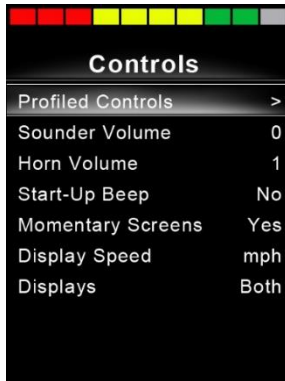 Controls
Profiled Controls >
Sounder Volume 0
Horn Volume 1
Start-Up Beep No
Momentary Screens Yes
Display Speed mph
Displays Both